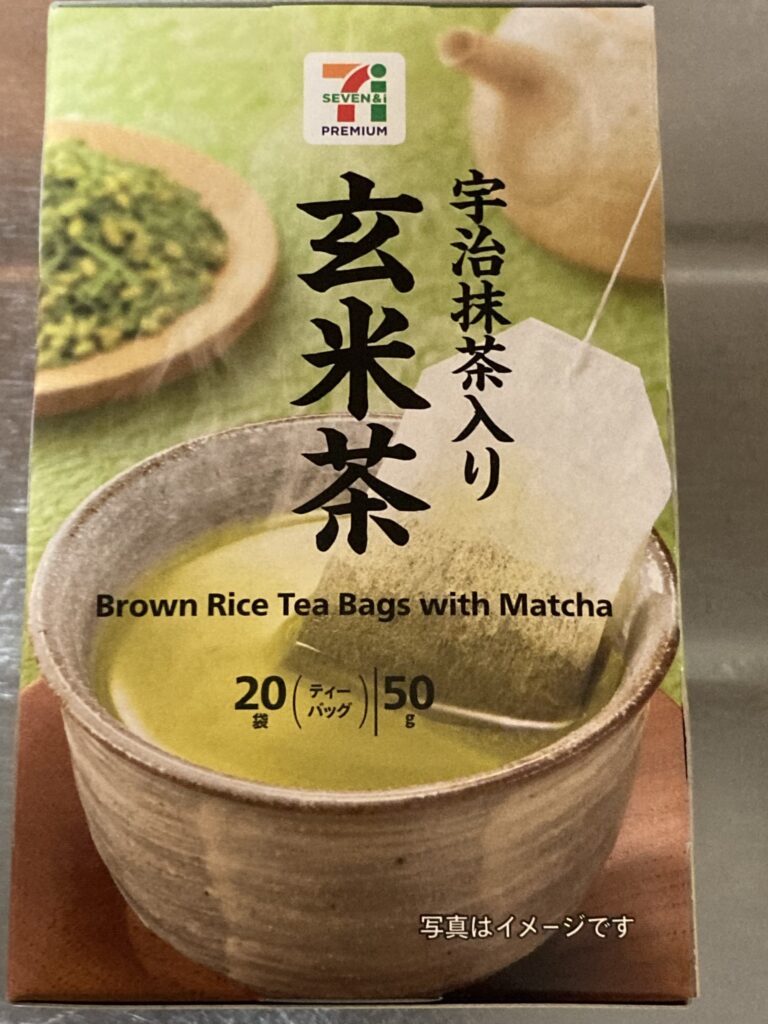 SEVEN&i
PREMIUM
宇治抹茶入り
玄米茶
Brown Rice Tea Bags with Matcha
20袋(ティーバッグ)|50g
写真はイメージです